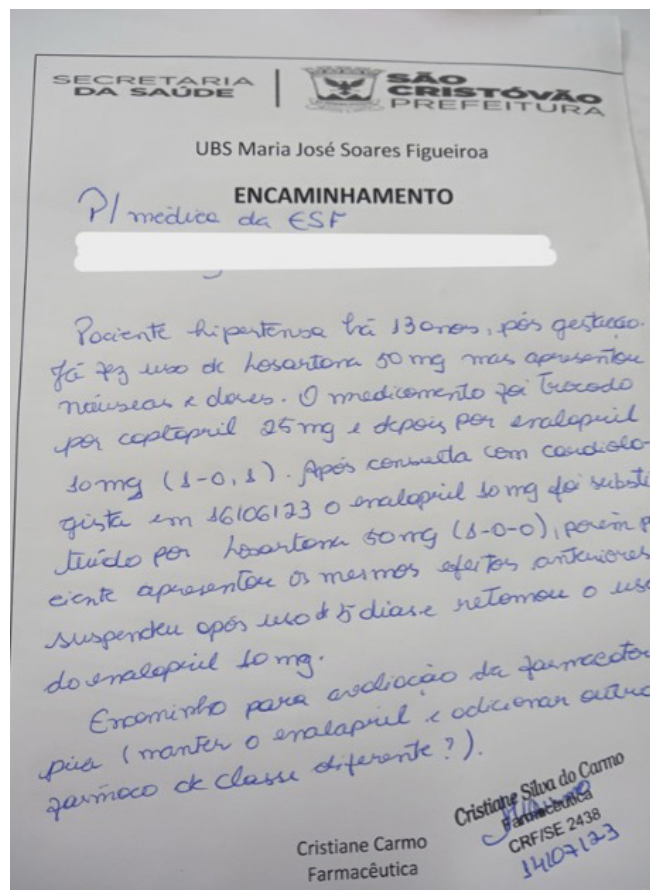 SECRETARIA
DA SAÚDE
SÃO
CRISTÓVÃO
PREFEITURA
UBS Maria José Soares Figueiroa
ENCAMINHAMENTO
P/ médica da ESF
Paciente hipertensa há 13 anos, pós gestação.
Já fez uso de Losartana 50 mg mas apresentou
náuseas e dores. O medicamento foi trocado
por captopril 25 mg e depois por enalapril
10 mg (1-0,1). Após consulta com cardiolo-
gista em 16/06/23 o enalapril 10 mg foi substi
tuído por Losartana 50 mg (1-0-0), porém p
ciente apresentou os mesmos efeitos anteriores
suspendeu após uso de 5 dias e retomou o uso
do enalapril 10 mg.
Encaminho para avaliação da farmacoter
pia (manter o enalapril e adicionar outro
fármaco de classe diferente?).
Cristiane Silva do Carmo
Farmacêutica
CRF/SE 2438
14/07/23
Cristiane Carmo
Farmacêutica